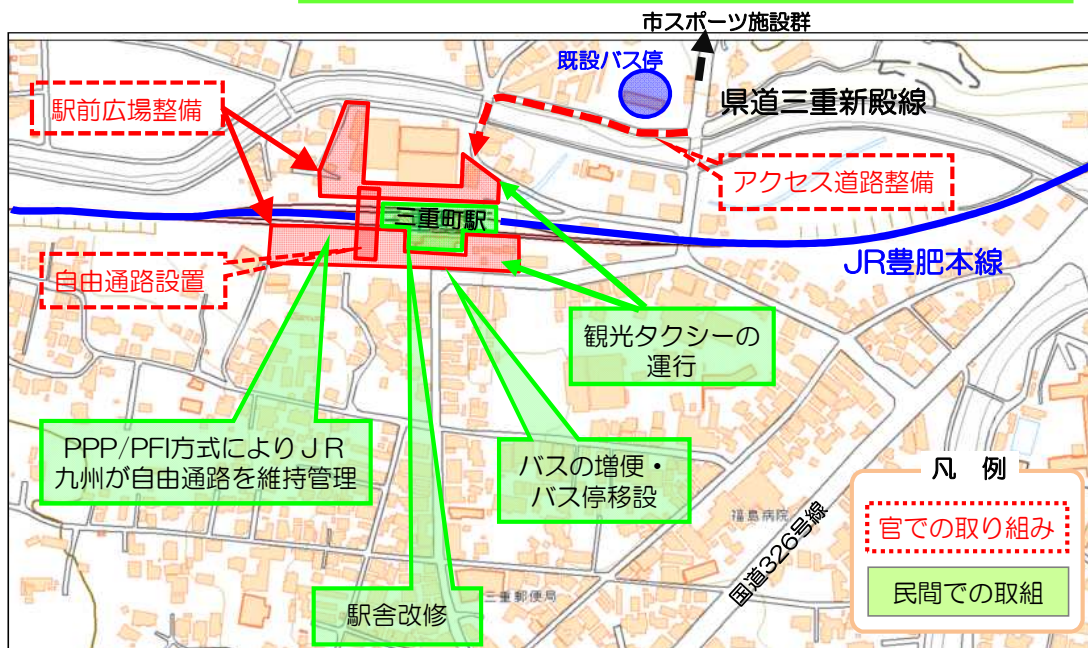 市スポーツ施設群
既設バス停
県道三重新殿線
駅前広場整備
アクセス道路整備
三重町駅
JR豊肥本線
自由通路設置
観光タクシーの
運行
PPP/PFI方式によりJR
九州が自由通路を維持管理
バスの増便・
バス停移設
凡 例
官での取り組み
民間での取組
福島病院
国道326号線
三重郵便局
駅舎改修